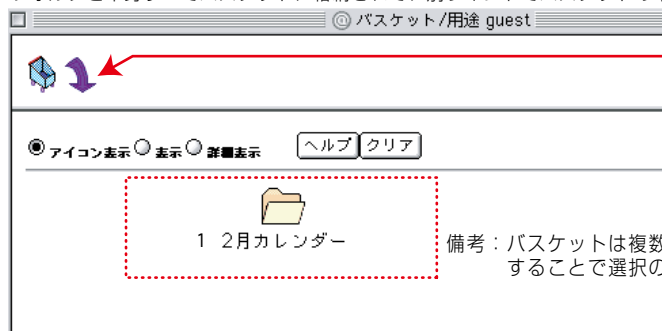 バスケット/用途 guest
アイコン表示 表示 詳細表示 ヘルプ クリア
1 2月カレンダー
備考：バスケットは複数
することで選択の